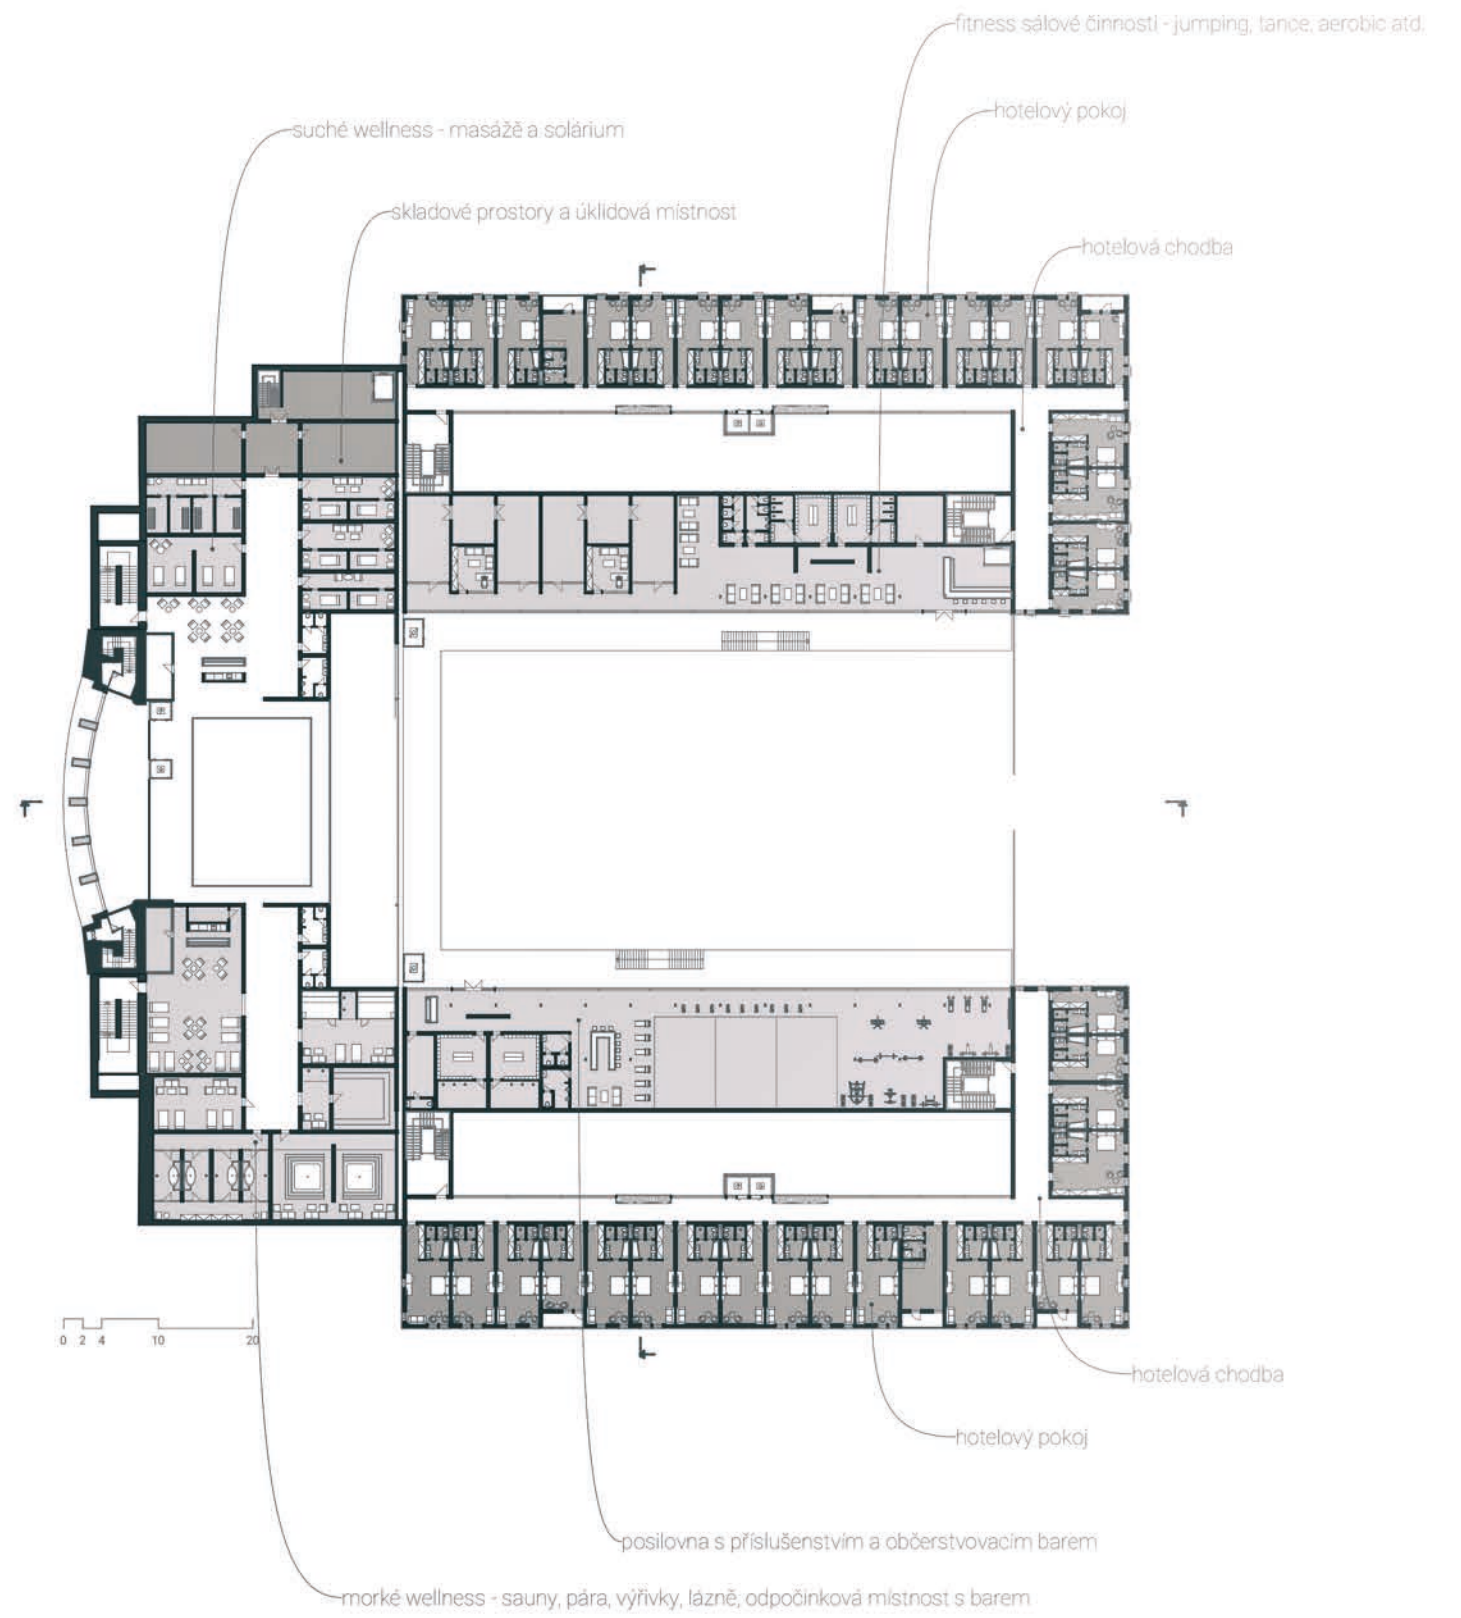 fitness sálové činnosti - jumping, tance, aerobic atd.
hotelový pokoj
suché wellness - masážě a solárium
skladové prostory a úklidová místnost
hotelová chodba
0 2 4 10 20
hotelová chodba
hotelový pokoj
posilovna s příslušenstvím a občerstvovacím barem
morké wellness - sauny, pára, výřivky, lázně, odpočinková místnost s barem